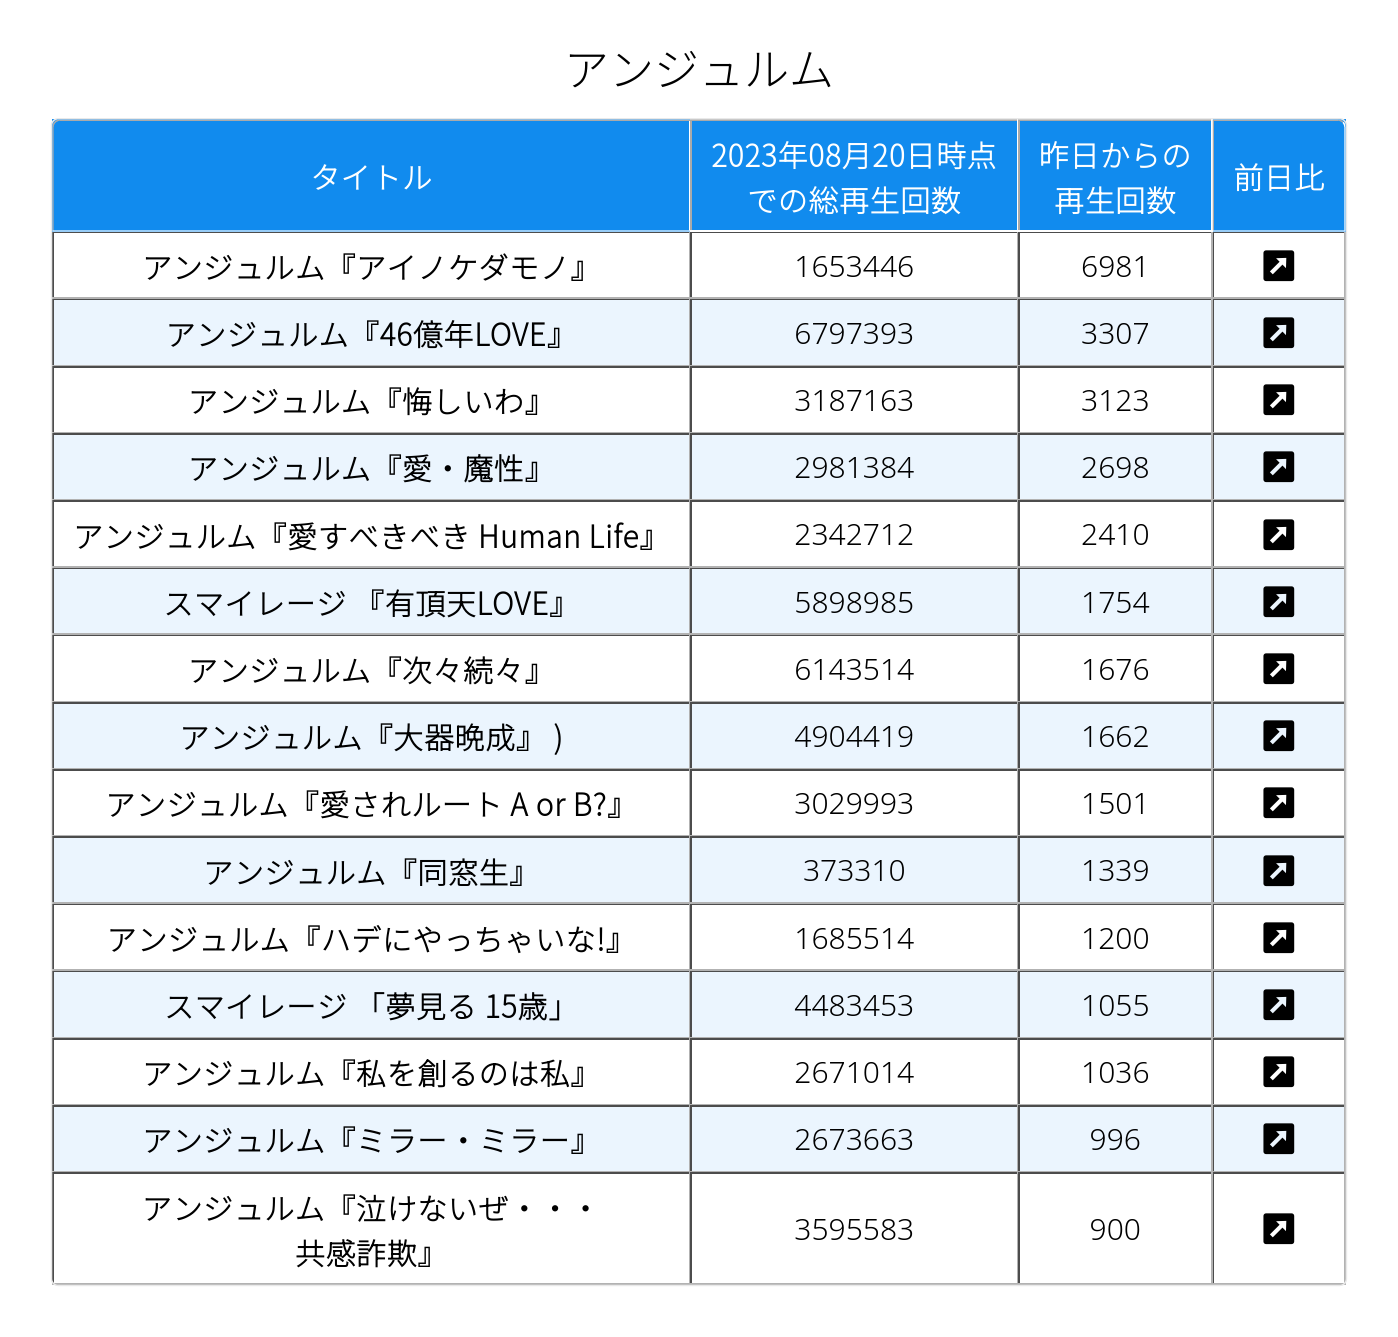 アンジュルム
タイトル
2023年08月20日時点
での総再生回数
昨日からの
再生回数
前日比
アンジュルム『アイノケダモノ』 1653446 6981
アンジュルム『46億年LOVE』 6797393 3307
アンジュルム『悔しいわ』 3187163 3123
アンジュルム『愛・魔性』 2981384 2698
アンジュルム『愛すべきべき Human Life』 2342712 2410
スマイレージ 『有頂天LOVE』 5898985 1754
アンジュルム『次々続々』 6143514 1676
アンジュルム『大器晩成』 ) 4904419 1662
アンジュルム『愛されルート A or B?』 3029993 1501
アンジュルム『同窓生』 373310 1339
アンジュルム『ハデにやっちゃいな!』 1685514 1200
スマイレージ 「夢見る 15歳」 4483453 1055
アンジュルム『私を創るのは私』 2671014 1036
アンジュルム『ミラー・ミラー』 2673663 996
アンジュルム『泣けないぜ・・・
共感詐欺』 3595583 900